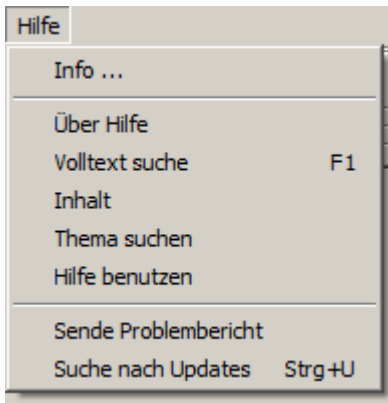 Hilfe
Info ...
Über Hilfe
Volltext suche F1
Inhalt
Thema suchen
Hilfe benutzen
Sende Problembericht
Suche nach Updates Strg+U